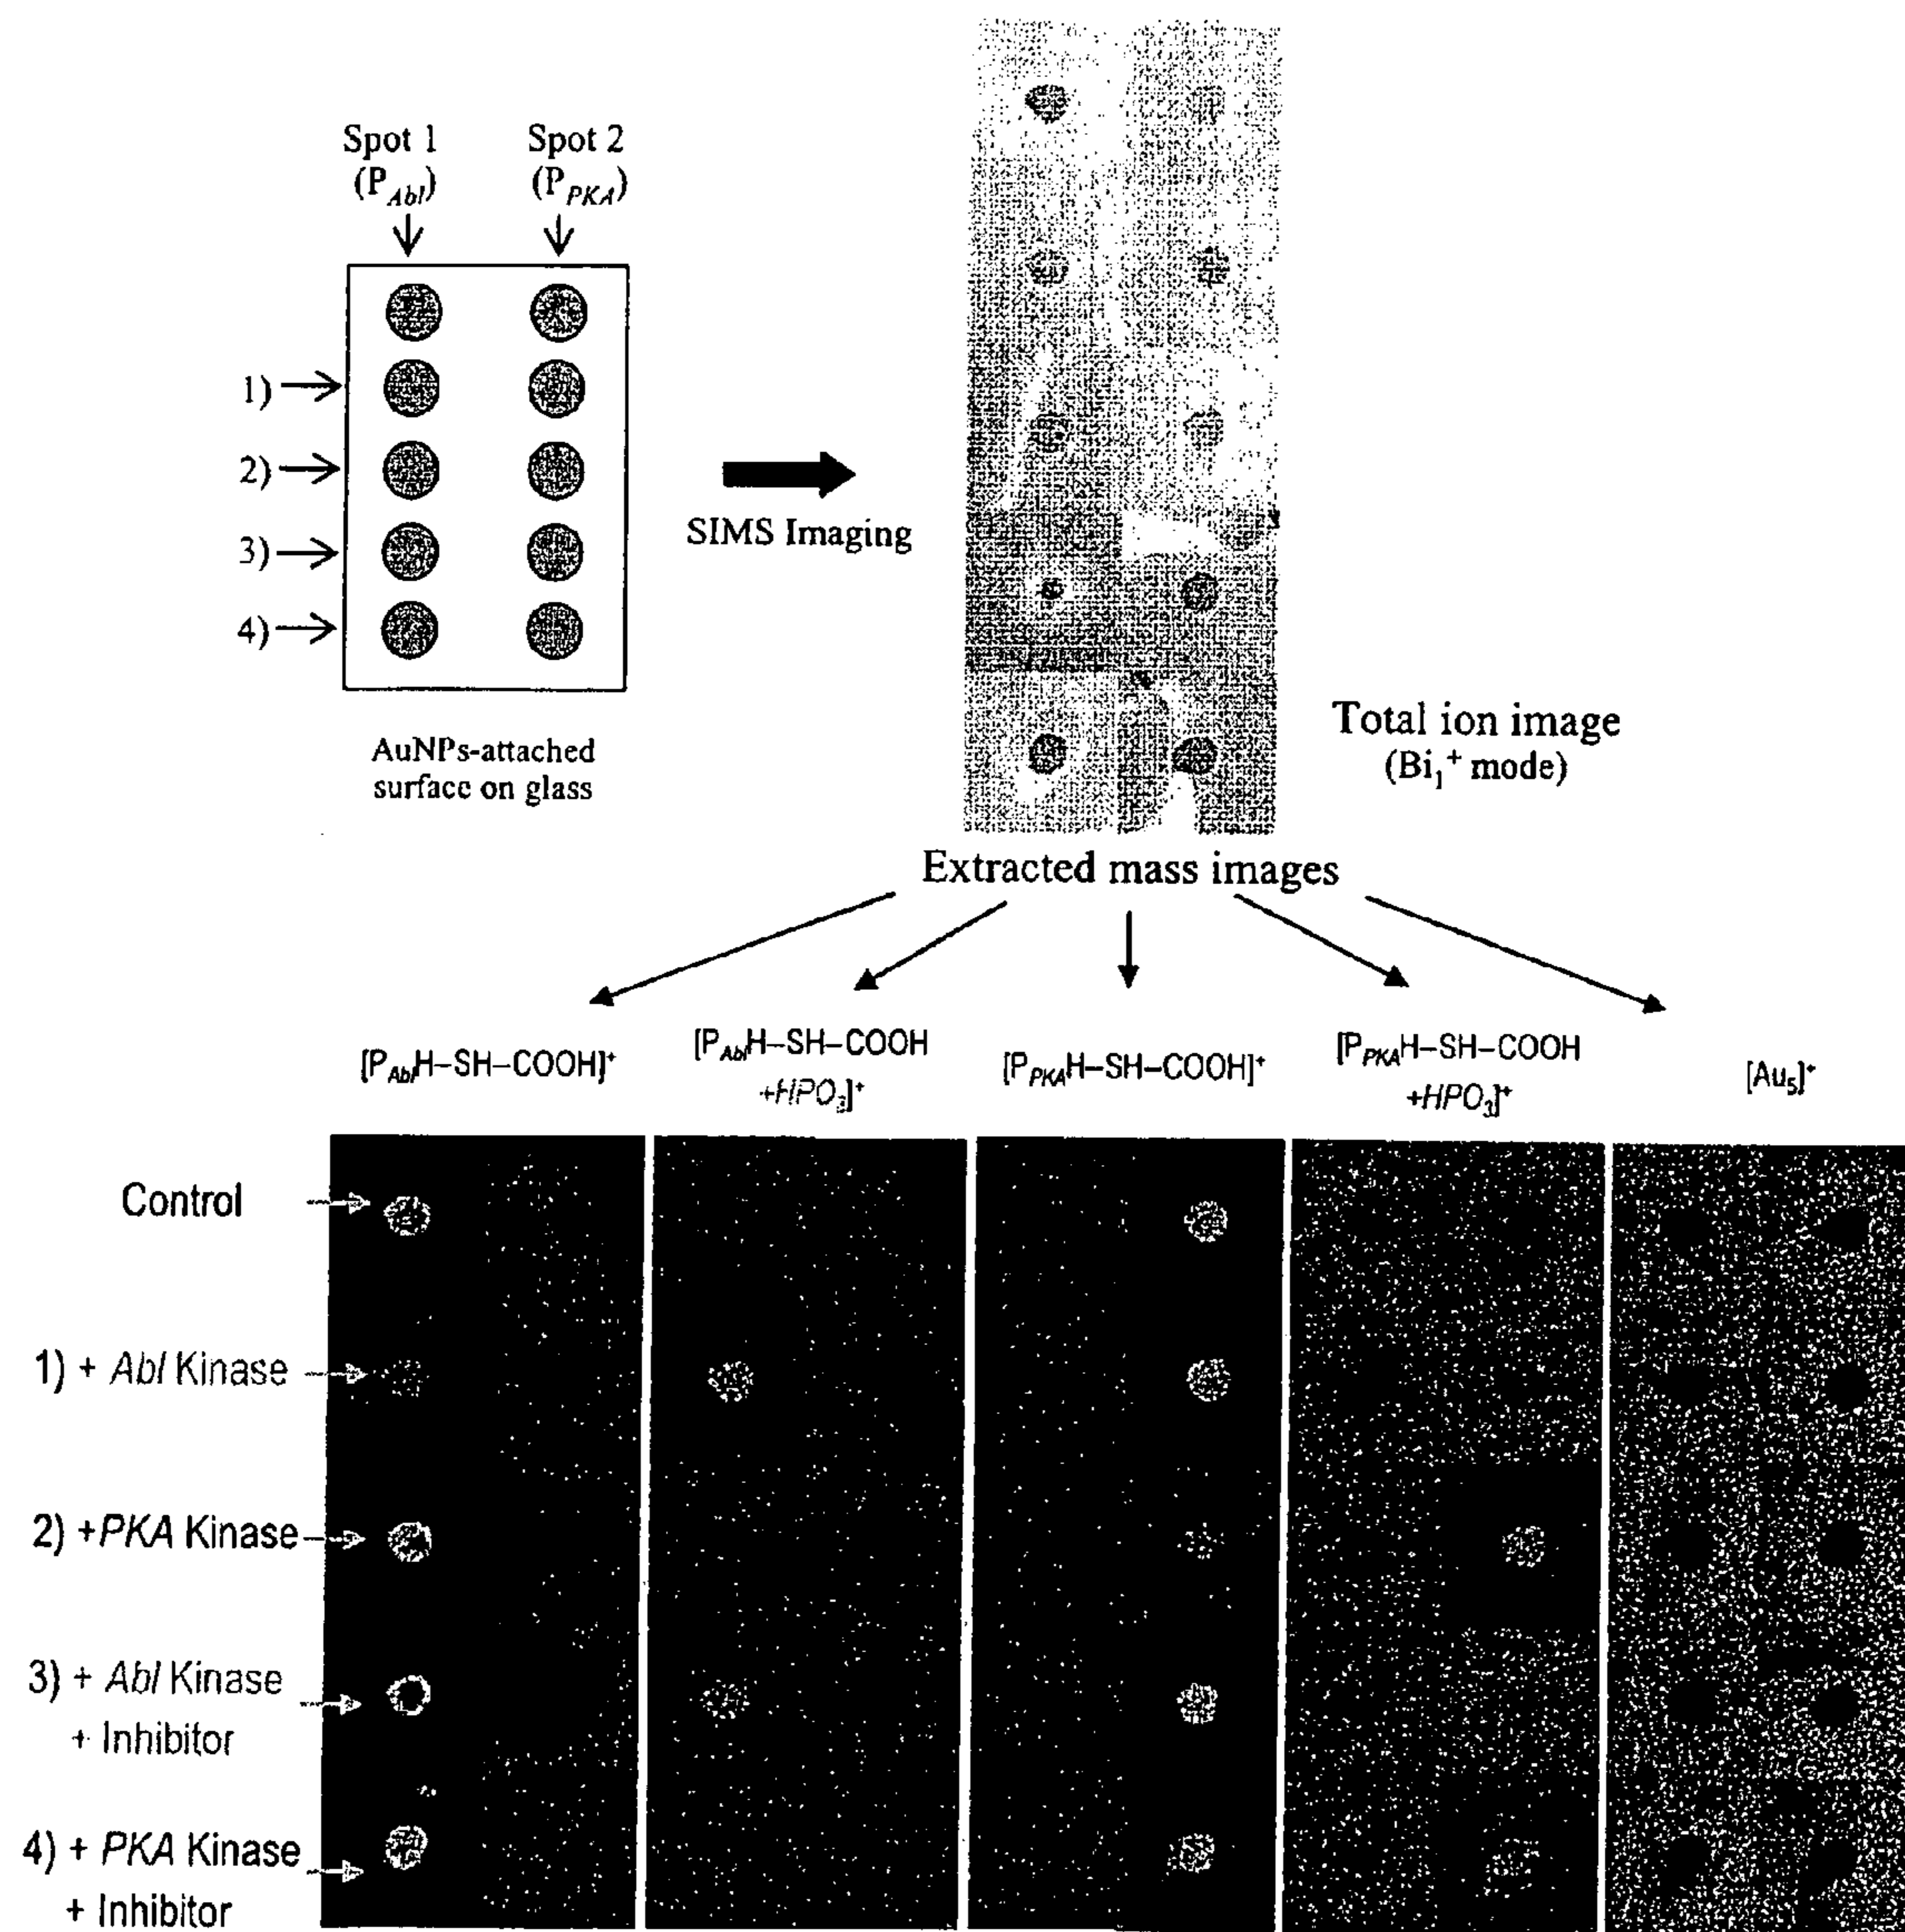 Spot 1 Spot 2
(P_Abl) (P_PKA)
1)
2)
3)
4)
AuNPs-attached
surface on glass
SIMS Imaging
Total ion image
(Bi₁⁺ mode)
Extracted mass images
[P_AblH–SH–COOH]⁺
[P_AblH–SH–COOH
+HPO₃]⁺
[P_PKAH–SH–COOH]⁺
[P_PKAH–SH–COOH
+HPO₃]⁺
[Au₅]⁺
Control
1) + Abl Kinase
2) +PKA Kinase
3) + Abl Kinase
+ Inhibitor
4) + PKA Kinase
+ Inhibitor